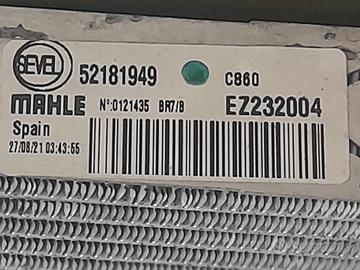 SEVEL
52181949
C860
MAHLE
N°:0121435 BR7/B
EZ232004
Spain
27/08/21 03:43:55